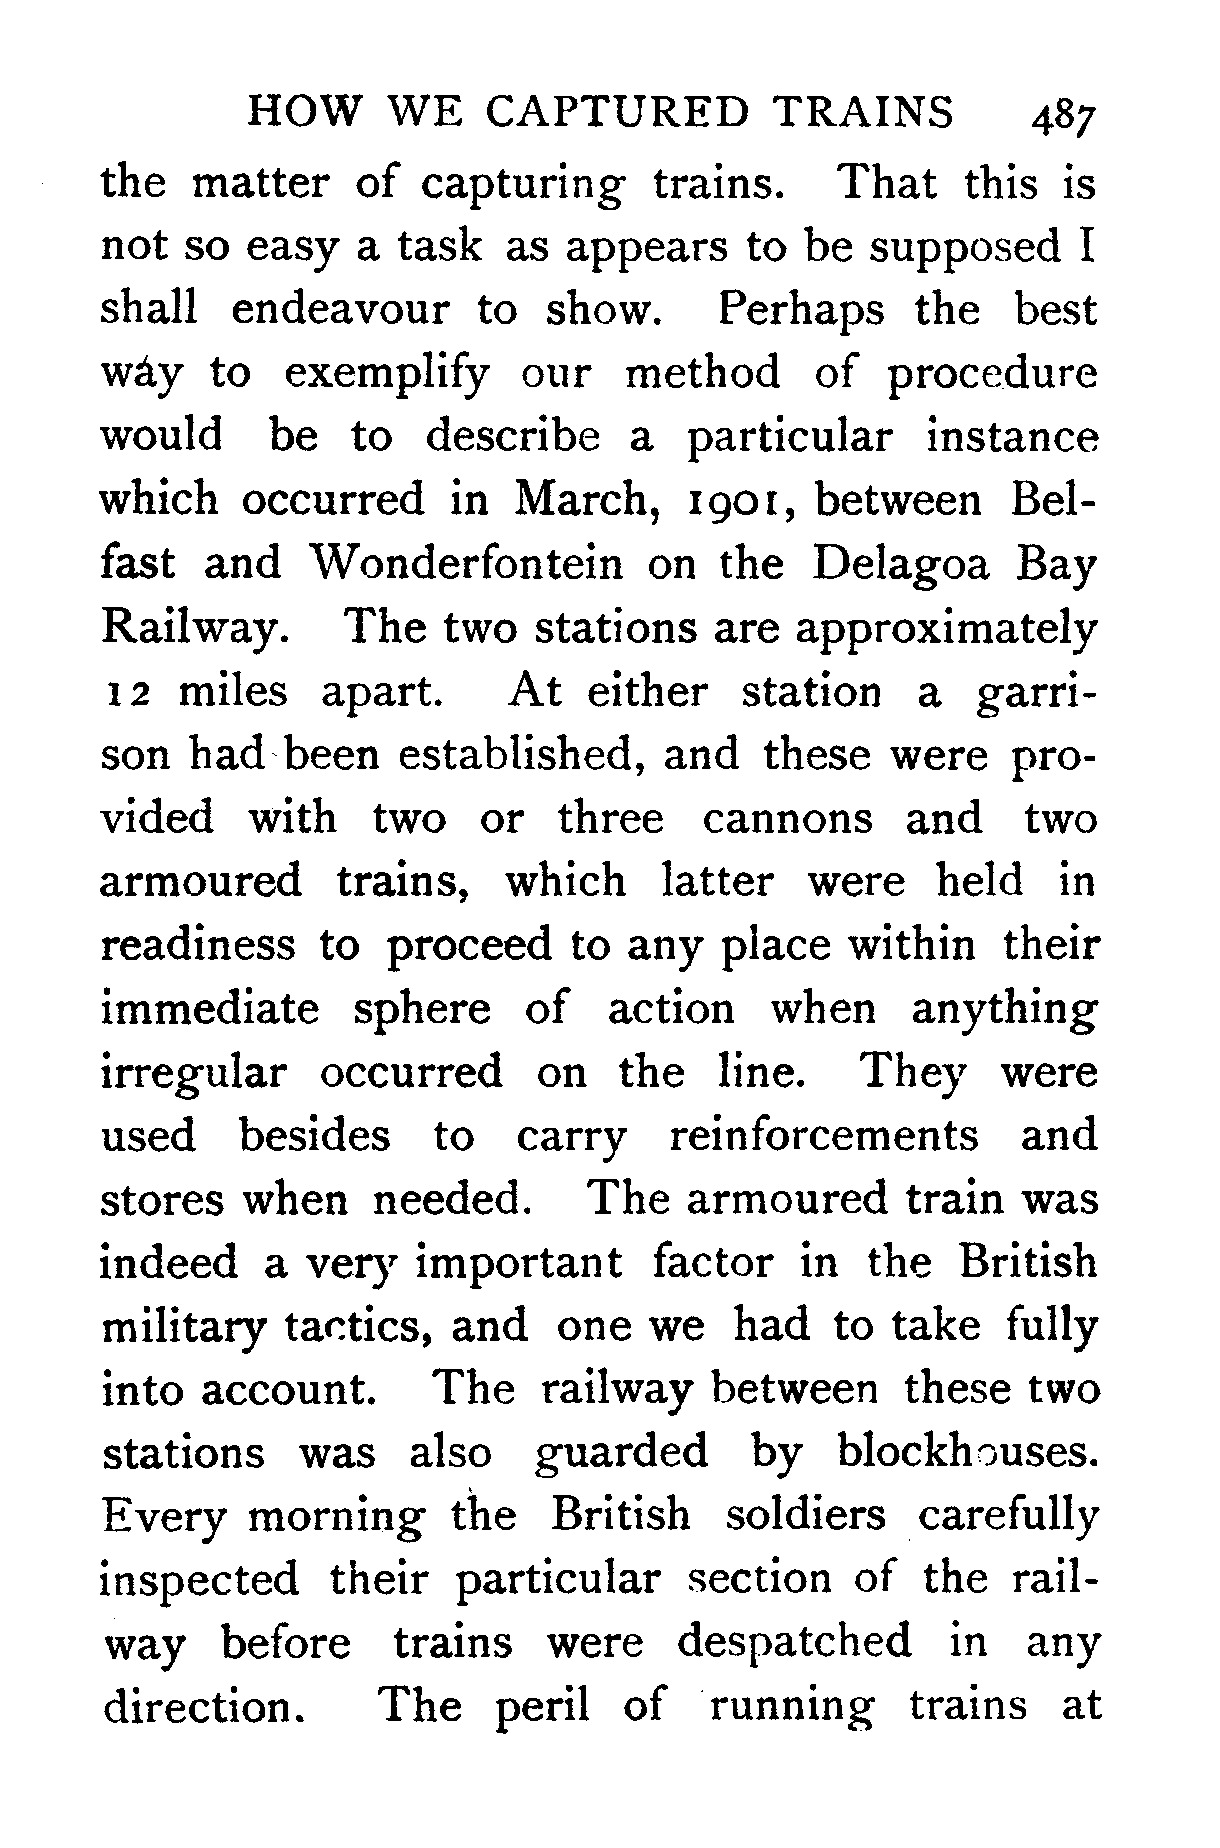 HOW WE CAPTURED TRAINS 487
the matter of capturing trains. That this is
not so easy a task as appears to be supposed I
shall endeavour to show. Perhaps the best
way to exemplify our method of procedure
would be to describe a particular instance
which occurred in March, 1901, between Bel-
fast and Wonderfontein on the Delagoa Bay
Railway. The two stations are approximately
12 miles apart. At either station a garri-
son had been established, and these were pro-
vided with two or three cannons and two
armoured trains, which latter were held in
readiness to proceed to any place within their
immediate sphere of action when anything
irregular occurred on the line. They were
used besides to carry reinforcements and
stores when needed. The armoured train was
indeed a very important factor in the British
military tactics, and one we had to take fully
into account. The railway between these two
stations was also guarded by blockhouses.
Every morning the British soldiers carefully
inspected their particular section of the rail-
way before trains were despatched in any
direction. The peril of running trains at